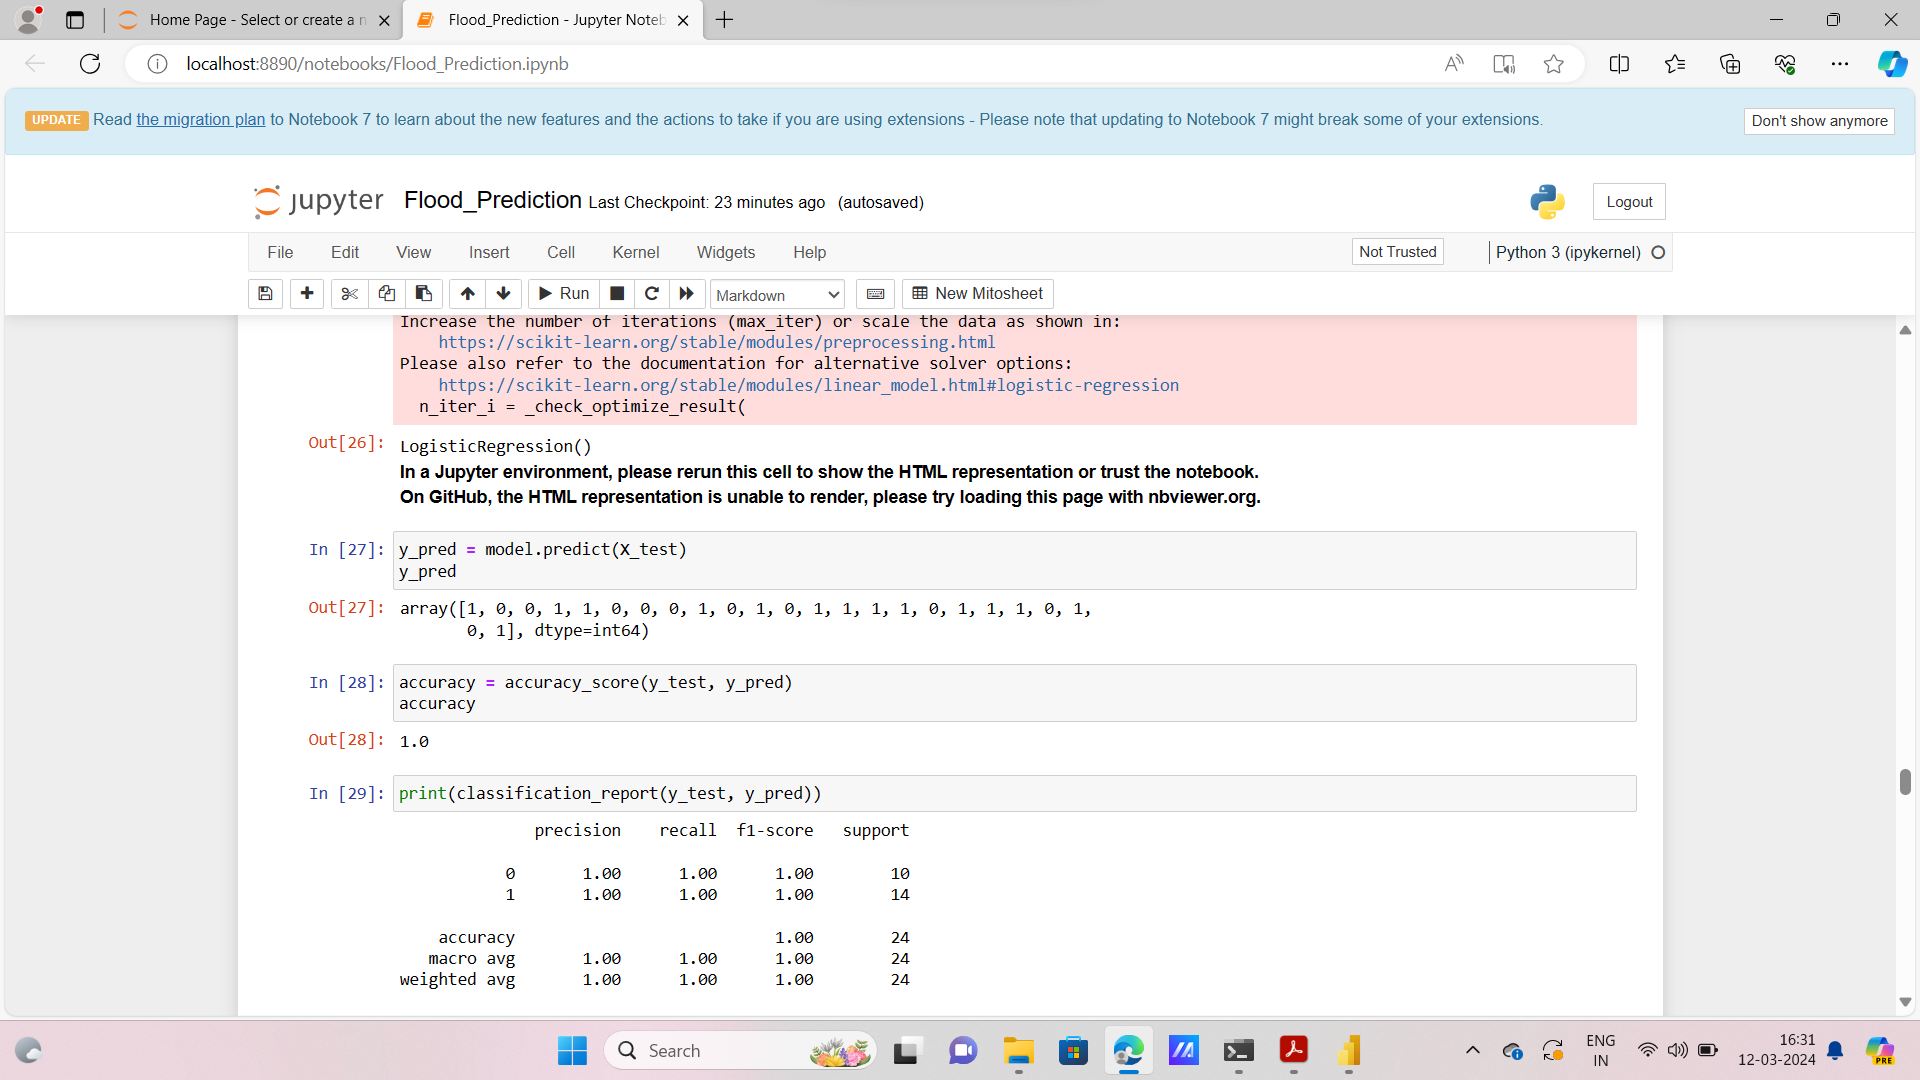 Home Page - Select or create a n
Flood_Prediction - Jupyter Noteb
localhost:8890/notebooks/Flood_Prediction.ipynb
UPDATE Read the migration plan to Notebook 7 to learn about the new features and the actions to take if you are using extensions - Please note that updating to Notebook 7 might break some of your extensions.
Don't show anymore
jupyter Flood_Prediction Last Checkpoint: 23 minutes ago (autosaved)
Logout
File Edit View Insert Cell Kernel Widgets Help
Not Trusted Python 3 (ipykernel)
Run Markdown New Mitosheet
Increase the number of iterations (max_iter) or scale the data as shown in:
https://scikit-learn.org/stable/modules/preprocessing.html
Please also refer to the documentation for alternative solver options:
https://scikit-learn.org/stable/modules/linear_model.html#logistic-regression
n_iter_i = _check_optimize_result(
Out[26]: LogisticRegression()
In a Jupyter environment, please rerun this cell to show the HTML representation or trust the notebook.
On GitHub, the HTML representation is unable to render, please try loading this page with nbviewer.org.
In [27]: y_pred = model.predict(X_test)
y_pred
Out[27]: array([1, 0, 0, 1, 1, 0, 0, 0, 1, 0, 1, 0, 1, 1, 1, 1, 0, 1, 1, 1, 0, 1,
0, 1], dtype=int64)
In [28]: accuracy = accuracy_score(y_test, y_pred)
accuracy
Out[28]: 1.0
In [29]: print(classification_report(y_test, y_pred))
precision recall f1-score support
0 1.00 1.00 1.00 10
1 1.00 1.00 1.00 14
accuracy 1.00 24
macro avg 1.00 1.00 1.00 24
weighted avg 1.00 1.00 1.00 24
Search
ENG
IN
16:31
12-03-2024
PRE